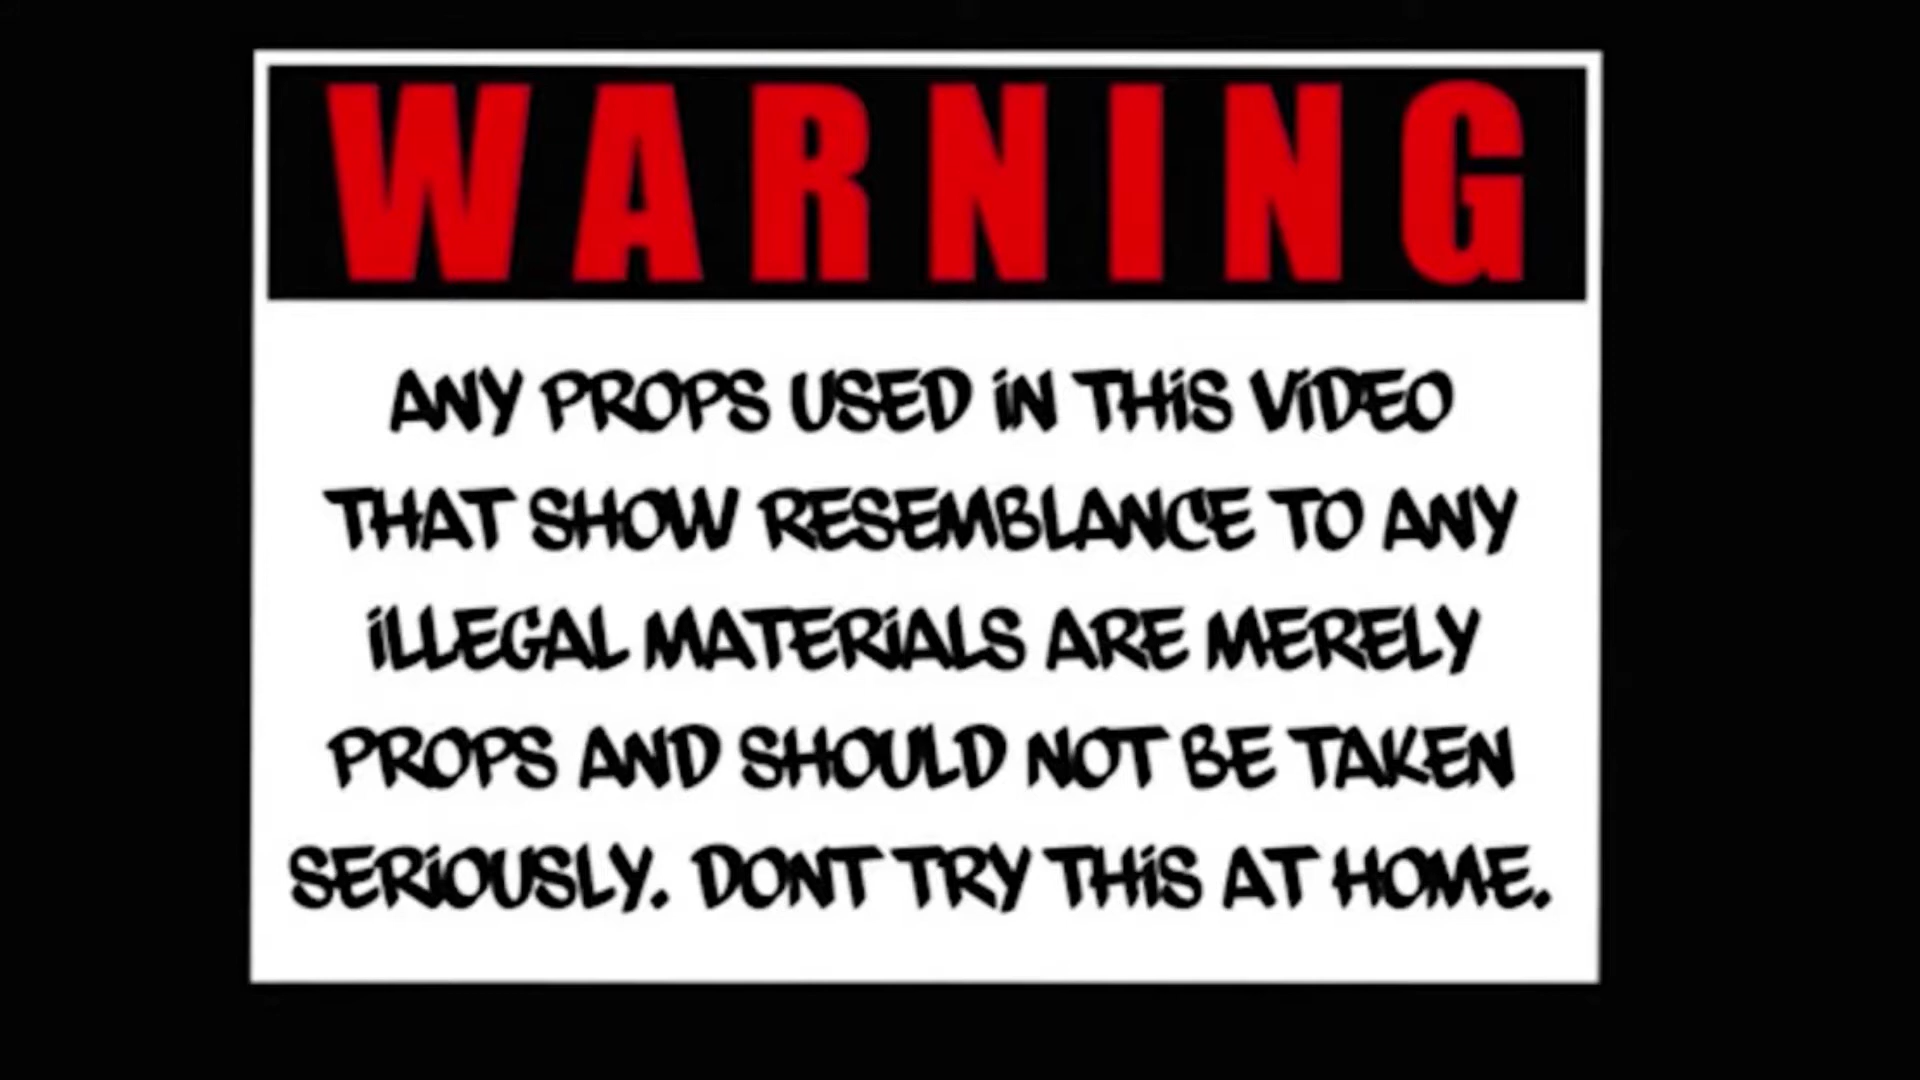 WARNING
ANY PROPS USED iN THiS ViDEO
THAT SHOW RESEMBLANCE TO ANY
iLLEGAL MATERiALS ARE MERELY
PROPS AND SHOULD NOT BE TAKEN
SERiOUSLY. DONT TRY THiS AT HOME.